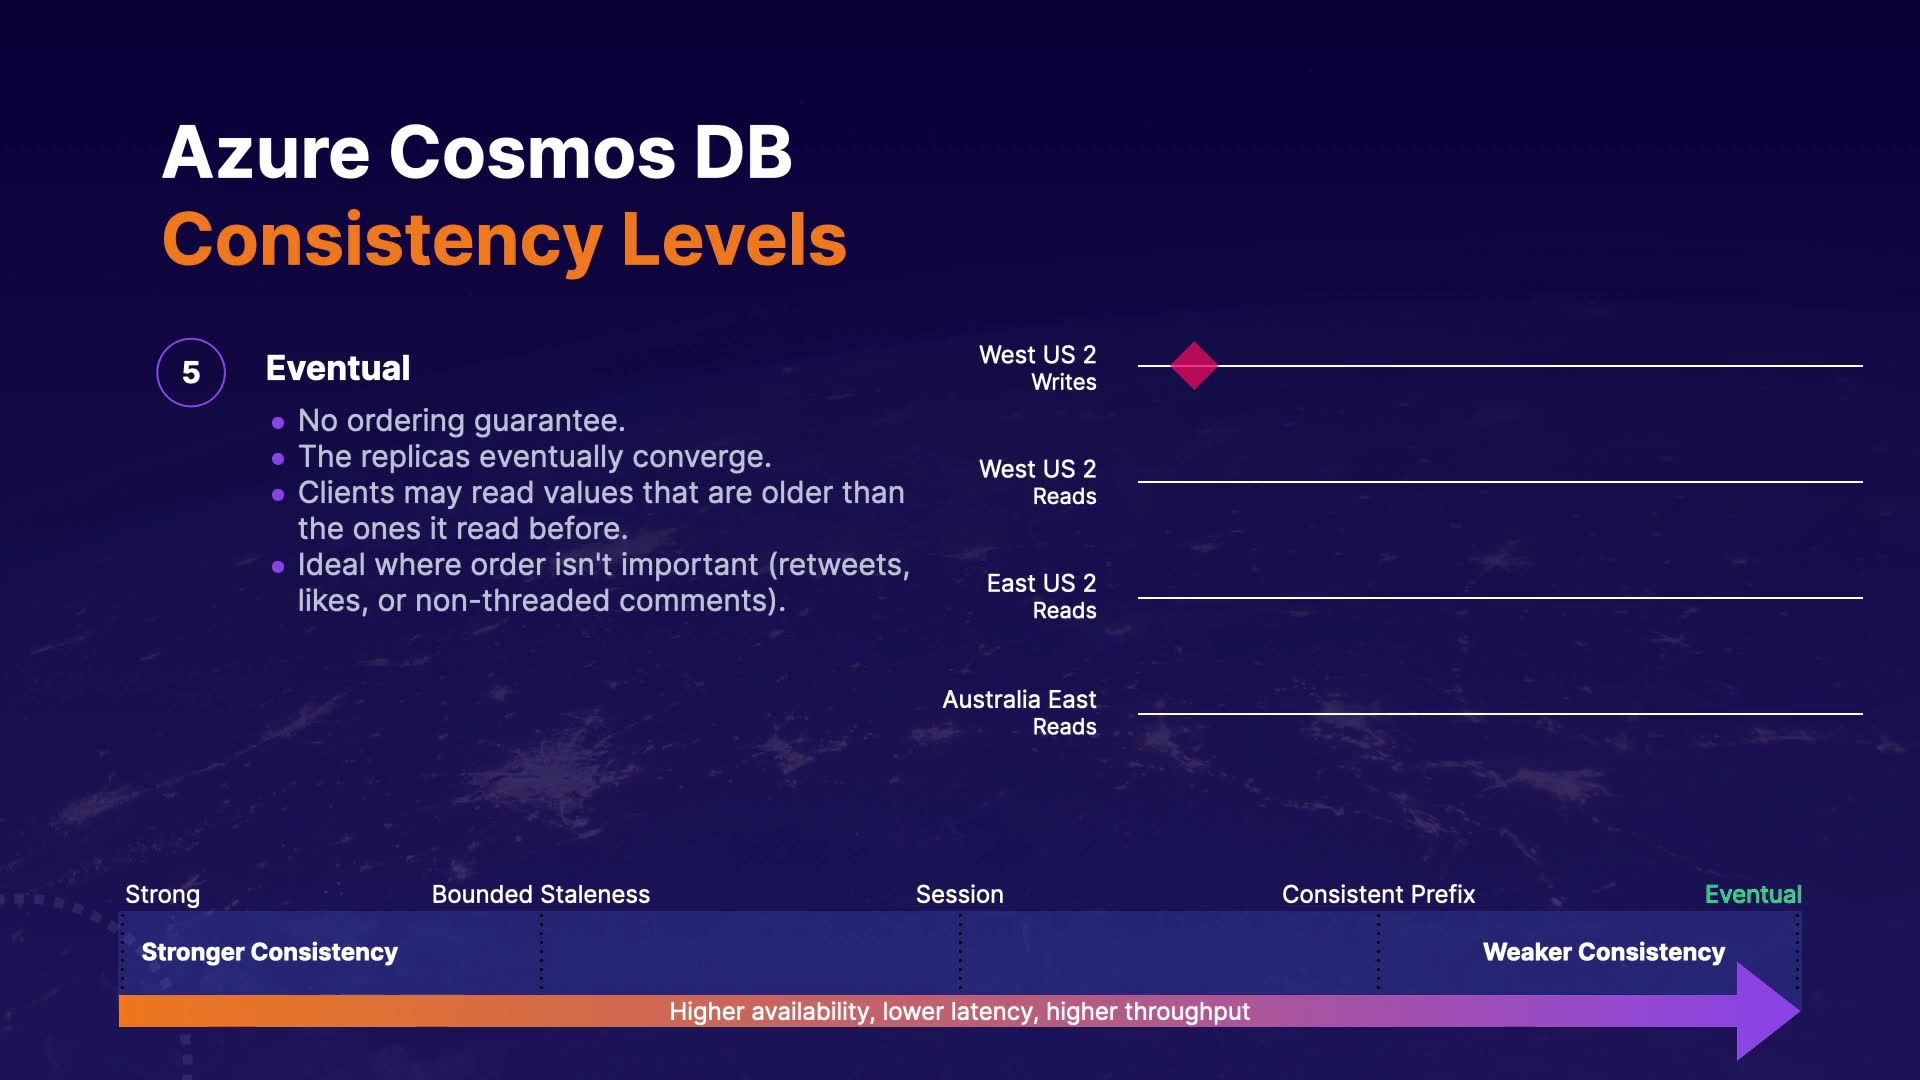 Azure Cosmos DB
Consistency Levels
5
Eventual
No ordering guarantee.
The replicas eventually converge.
Clients may read values that are older than
the ones it read before.
Ideal where order isn't important (retweets,
likes, or non-threaded comments).
West US 2
Writes
West US 2
Reads
East US 2
Reads
Australia East
Reads
Strong
Bounded Staleness
Session
Consistent Prefix
Eventual
Stronger Consistency
Weaker Consistency
Higher availability, lower latency, higher throughput